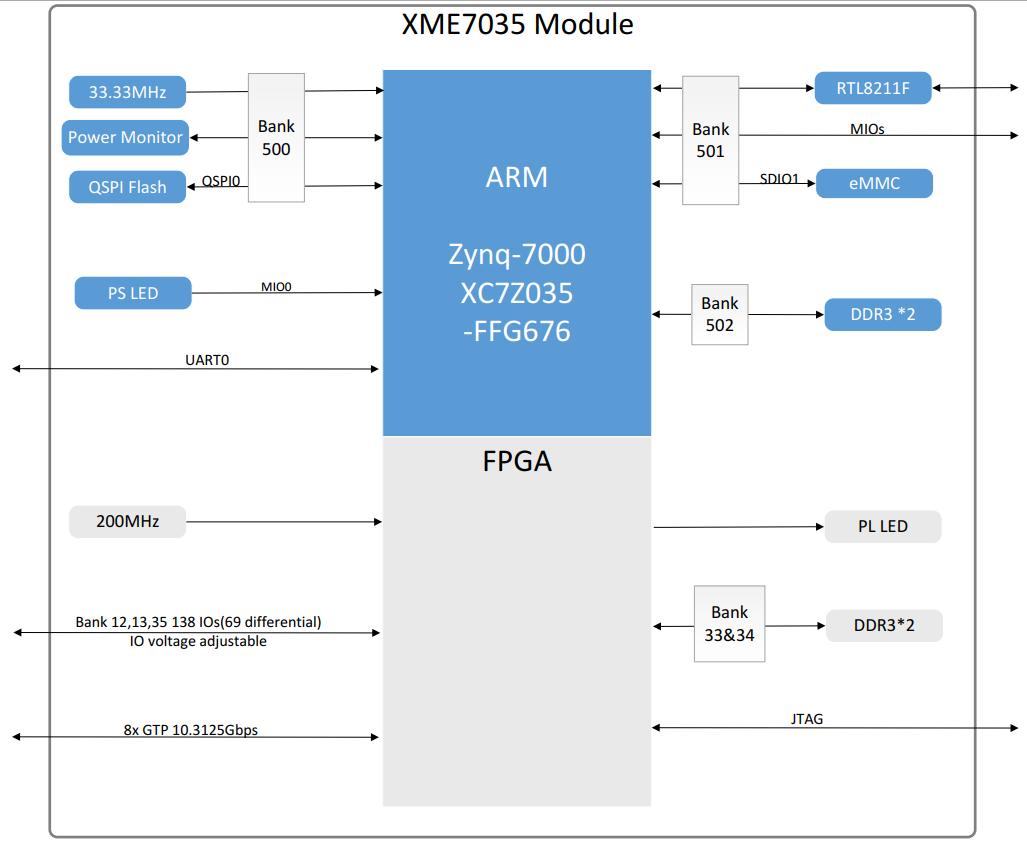 XME7035 Module
33.33MHz
Power Monitor
QSPI Flash
QSPI0
Bank
500
PS LED
MIO0
UART0
ARM
Zynq-7000
XC7Z035
-FFG676
Bank
501
RTL8211F
MIOs
SDIO1
eMMC
Bank
502
DDR3 *2
FPGA
200MHz
Bank 12,13,35 138 IOs(69 differential)
IO voltage adjustable
8x GTP 10.3125Gbps
PL LED
Bank
33&34
DDR3*2
JTAG